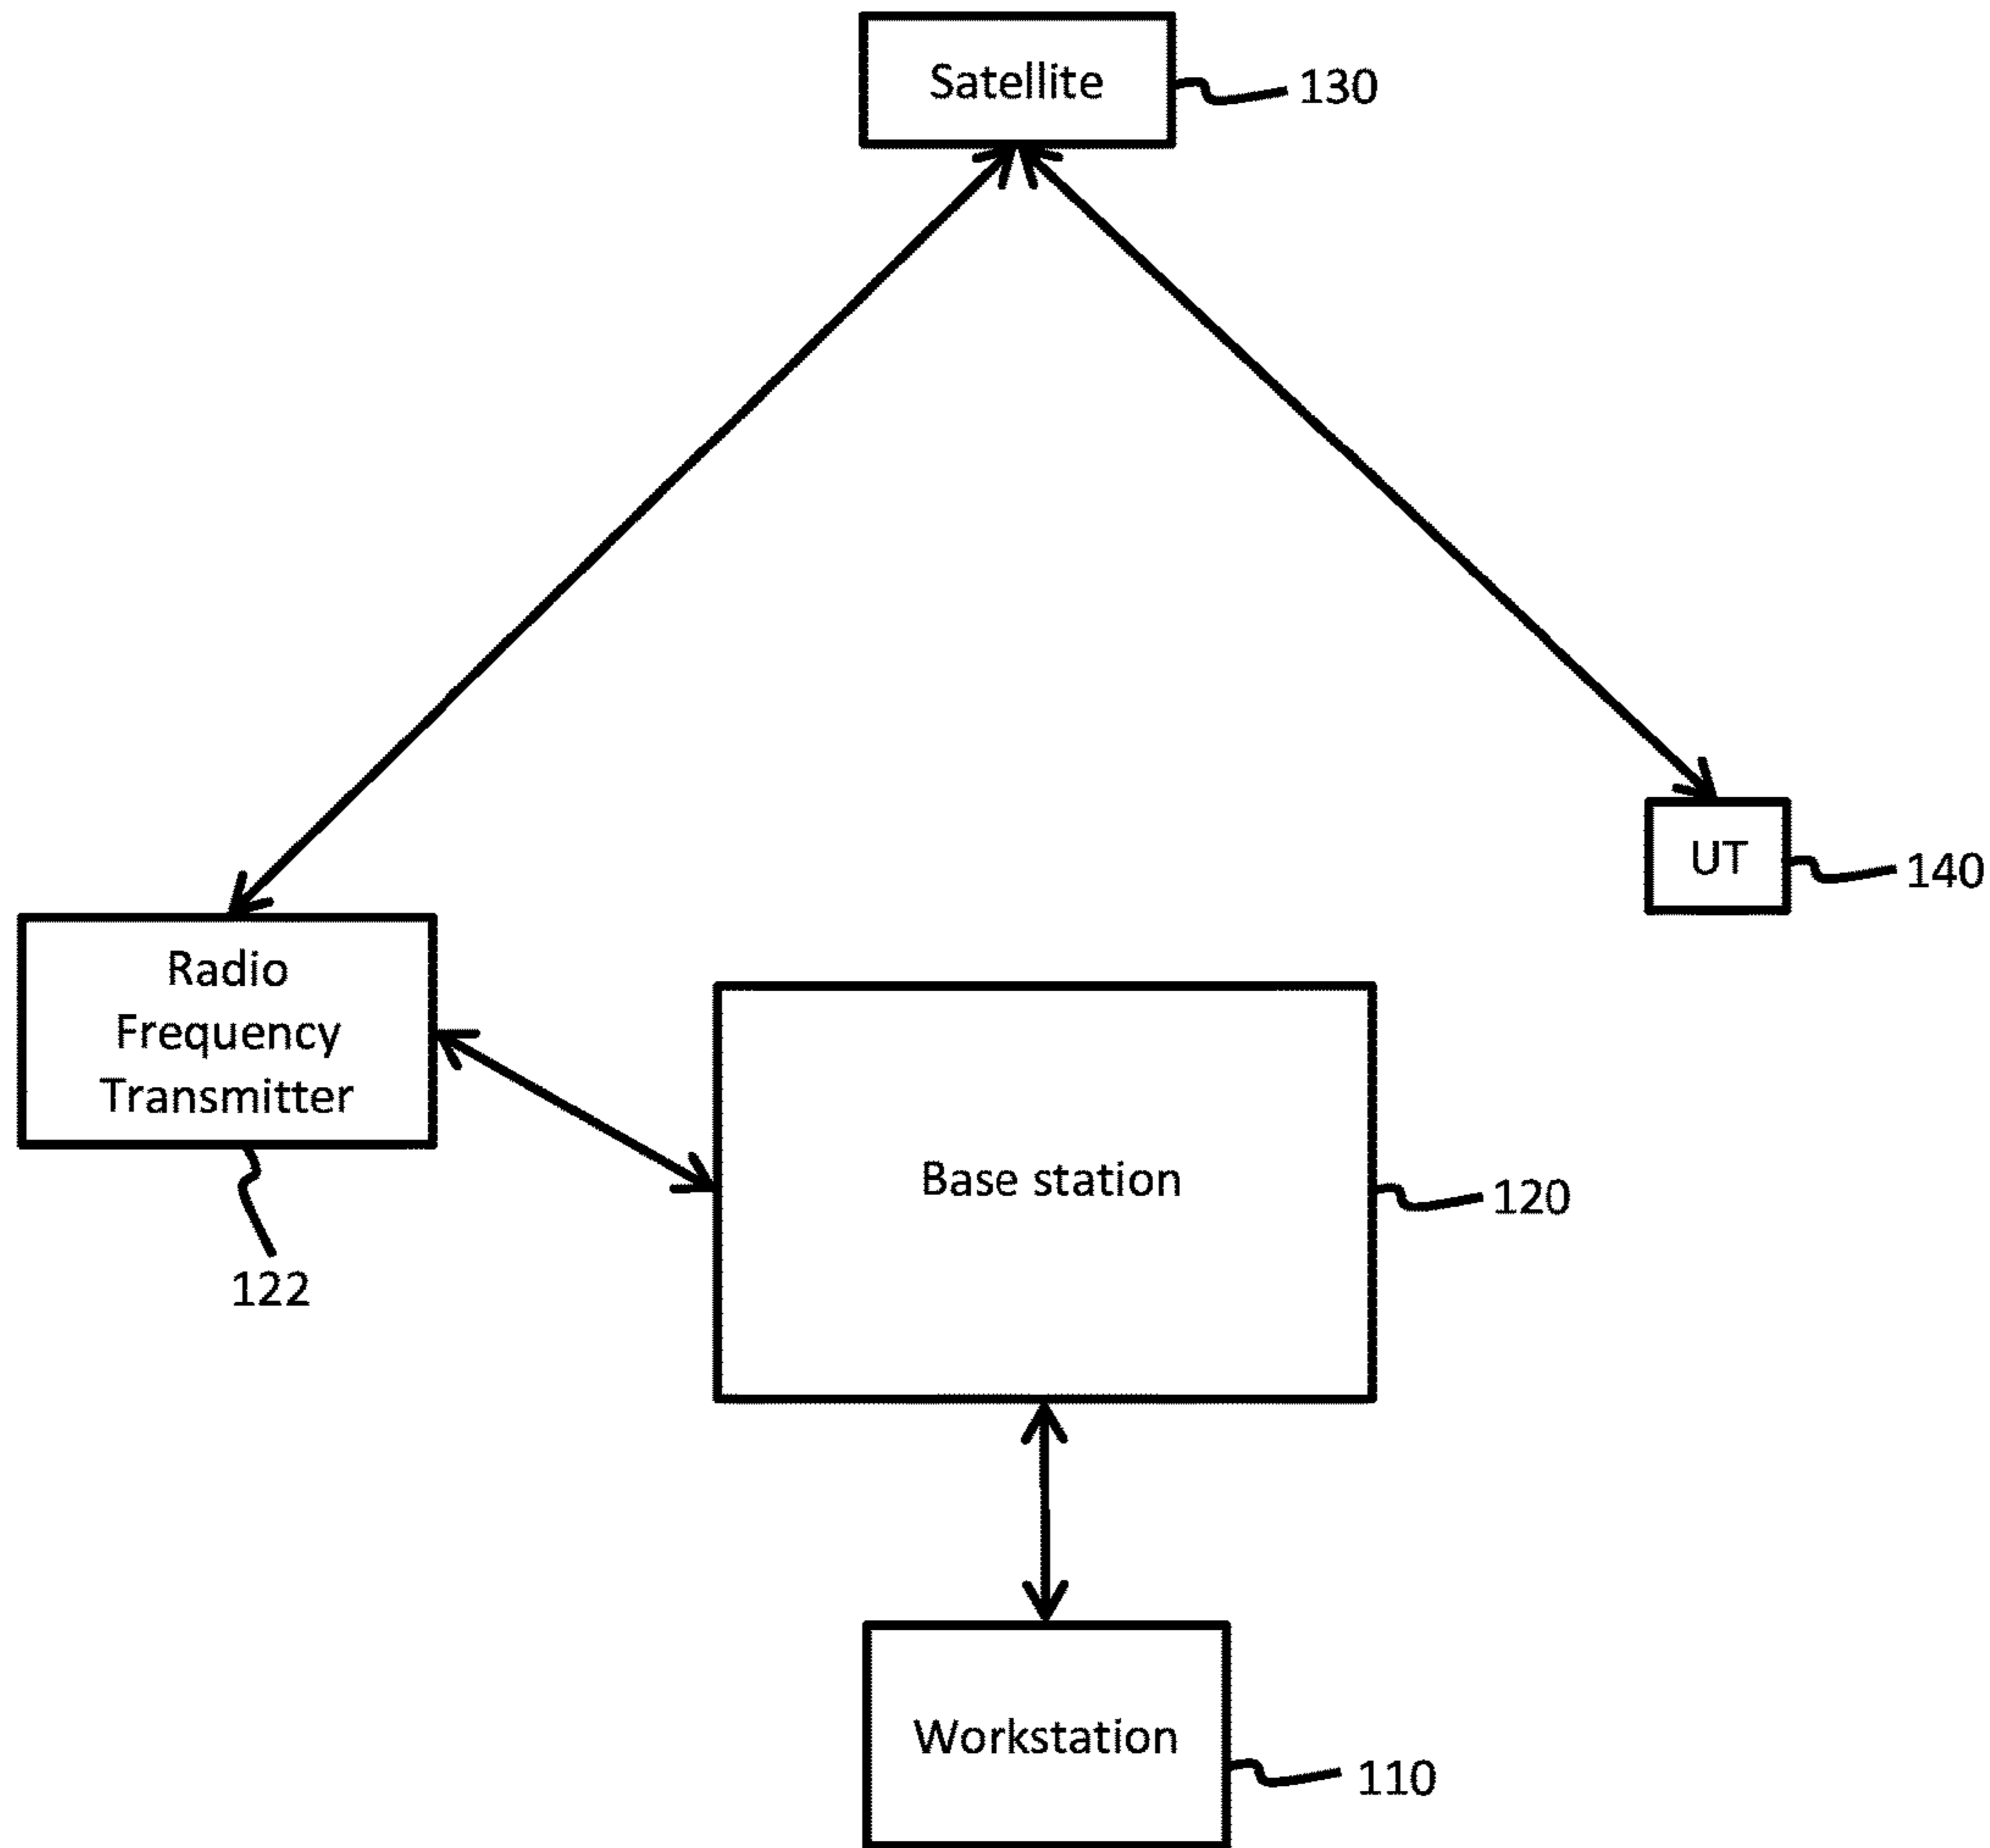 Satellite
130
UT
140
Radio
Frequency
Transmitter
122
Base station
120
Workstation
110